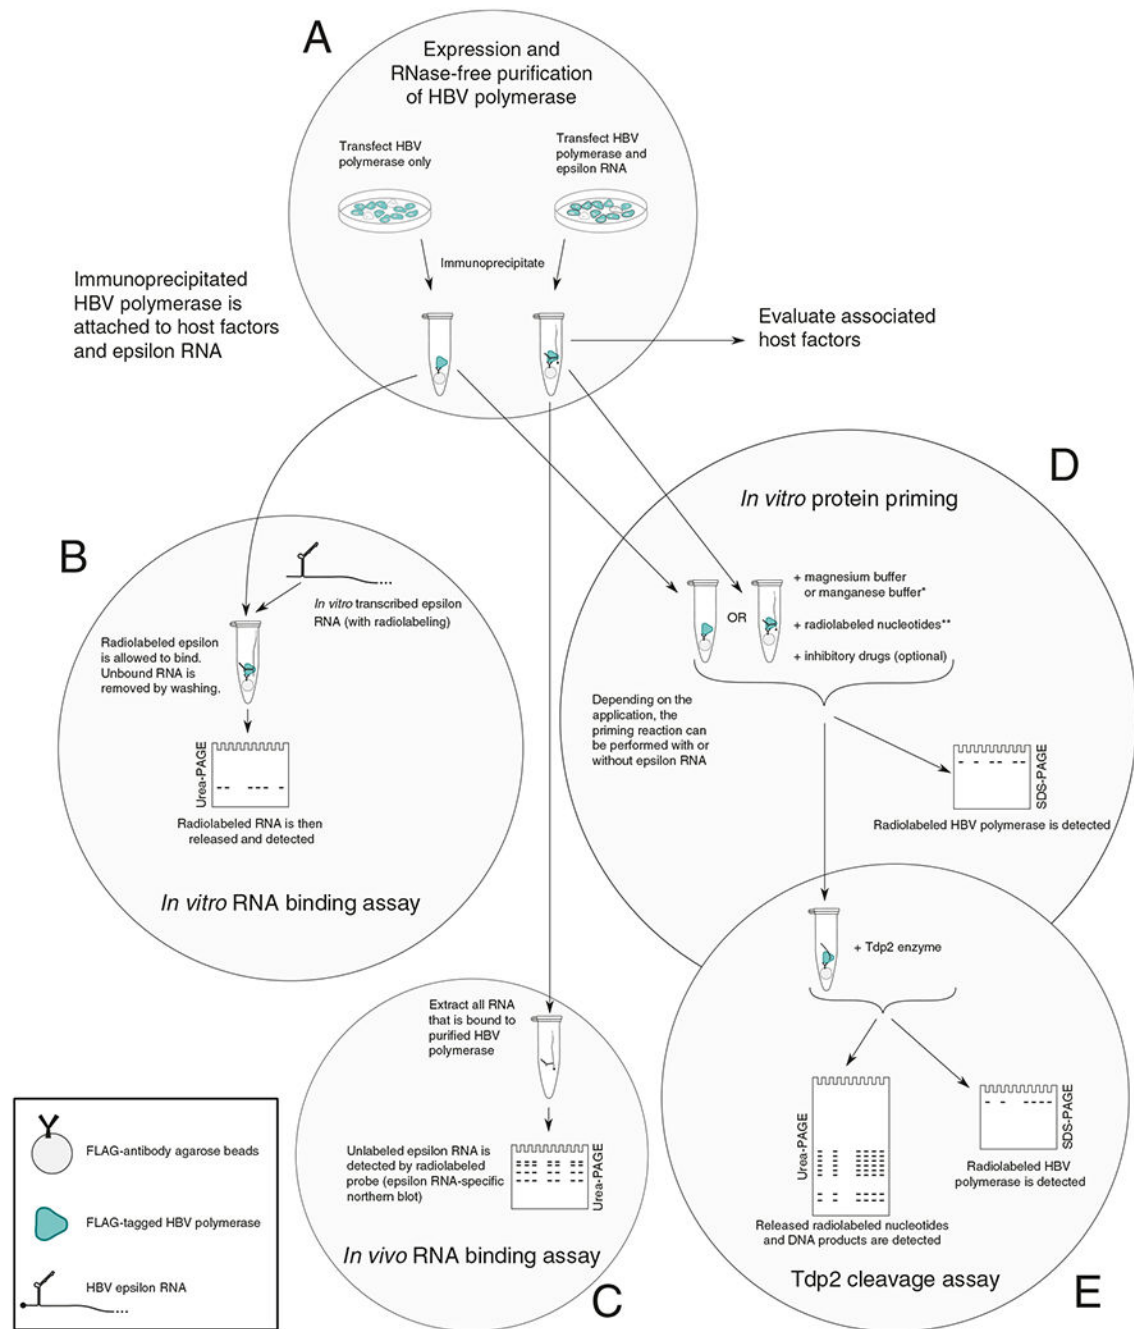 A
Expression and
RNase-free purification
of HBV polymerase
Transfect HBV
polymerase only
Transfect HBV
polymerase and
epsilon RNA
Immunoprecipitate
Immunoprecipitated
HBV polymerase is
attached to host factors
and epsilon RNA
Evaluate associated
host factors
B
In vitro transcribed epsilon
RNA (with radiolabeling)
Radiolabeled epsilon
is allowed to bind.
Unbound RNA is
removed by washing.
Urea-PAGE
Radiolabeled RNA is then
released and detected
In vitro RNA binding assay
D
In vitro protein priming
OR
+ magnesium buffer
or manganese buffer*
+ radiolabeled nucleotides**
+ inhibitory drugs (optional)
Depending on the
application, the
priming reaction can
be performed with or
without epsilon RNA
SDS-PAGE
Radiolabeled HBV polymerase is detected
Extract all RNA
that is bound to
purified HBV
polymerase
Unlabeled epsilon RNA is
detected by radiolabeled
probe (epsilon RNA-specific
northern blot)
Urea-PAGE
In vivo RNA binding assay
C
+ Tdp2 enzyme
Urea-PAGE
SDS-PAGE
Radiolabeled HBV
polymerase is detected
Released radiolabeled nucleotides
and DNA products are detected
Tdp2 cleavage assay
E
FLAG-antibody agarose beads
FLAG-tagged HBV polymerase
HBV epsilon RNA